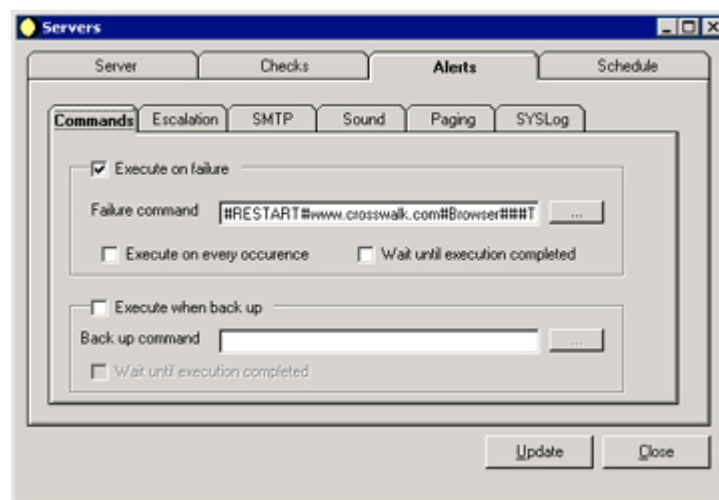 Servers
Server Checks Alerts Schedule
Commands Escalation SMTP Sound Paging SYSLog
Execute on failure
Failure command #RESTART#www.crosswalk.com#Browser###T ...
Execute on every occurence Wait until execution completed
Execute when back up
Back up command ...
Wait until execution completed
Update Close